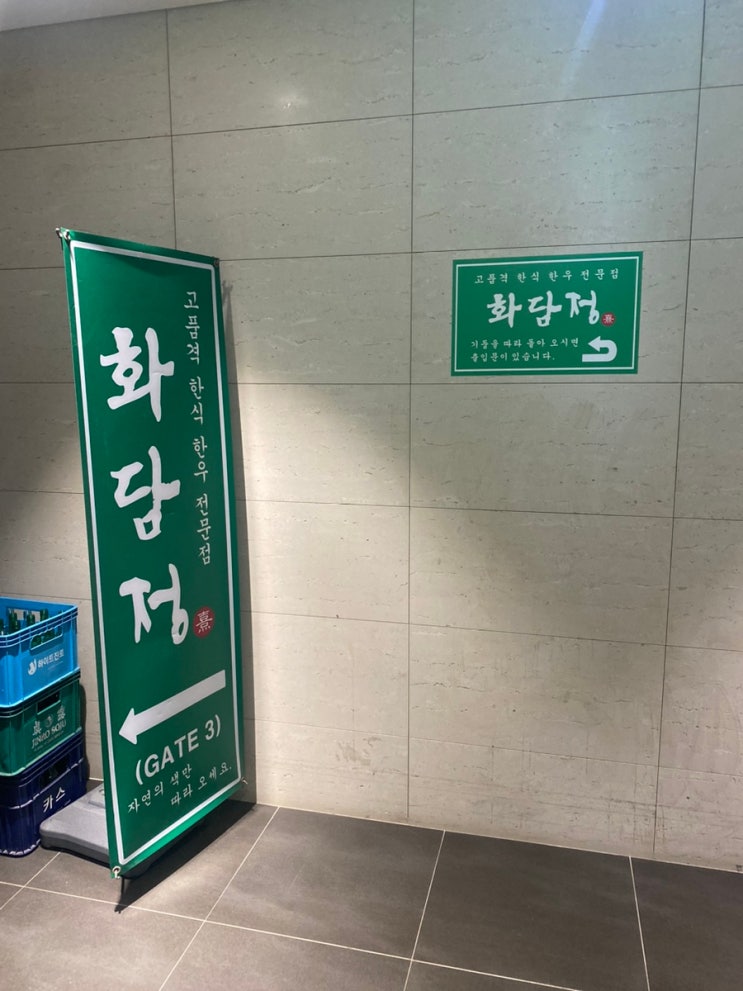 고품격 한식 한우 전문점
화담정
熹
(GATE 3)
자연의 색만
따라 오세요.
고품격 한식 한우 전문점
화담정
熹
기둥을 따라 돌아 오시면
출입문이 있습니다.
하이트진로
JINRO SOJU
카스